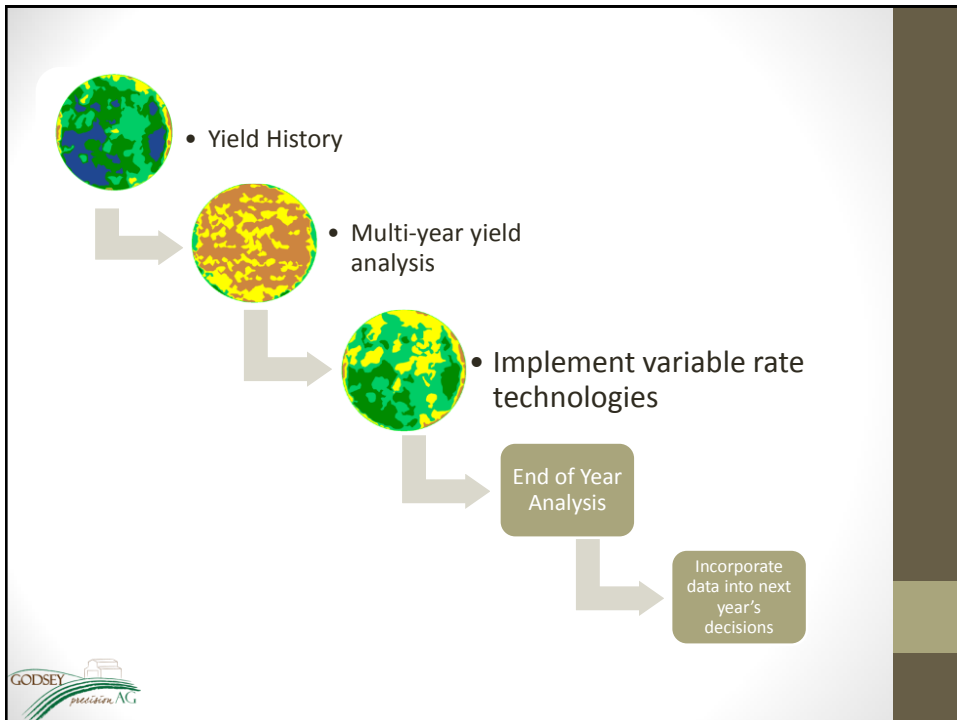 • Yield History
• Multi-year yield
analysis
• Implement variable rate
technologies
End of Year
Analysis
Incorporate
data into next
year’s
decisions
GODSEY
precision AG